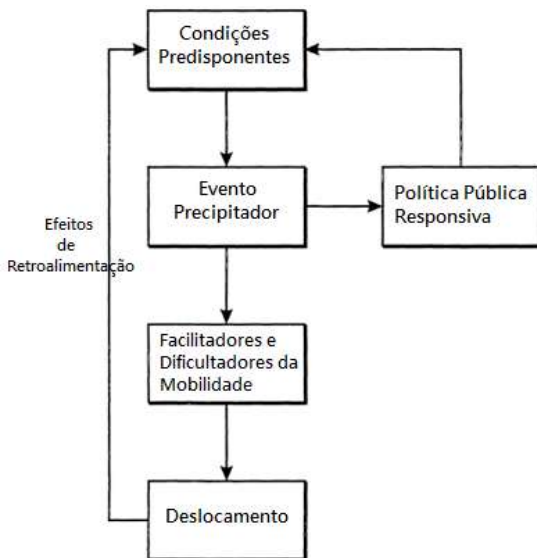 Condições
Predisponentes
Evento
Precipitador
Política Pública
Responsiva
Efeitos
de
Retroalimentação
Facilitadores e
Dificultadores da
Mobilidade
Deslocamento